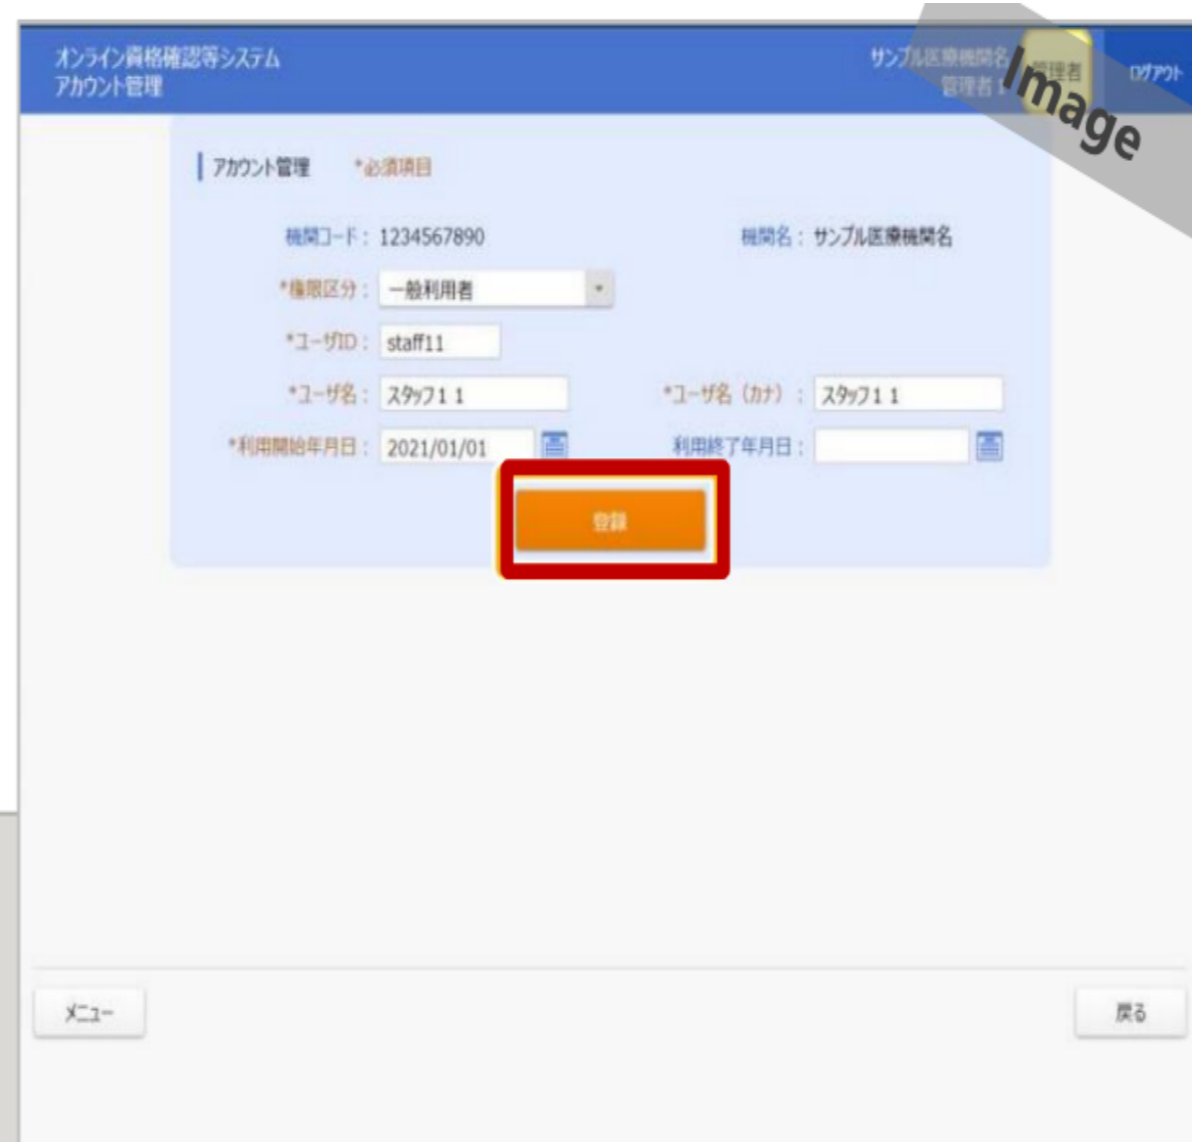 オンライン資格確認等システム
アカウント管理
サンプル医療機関名
管理者1
管理者
ログアウト
Image
アカウント管理 *必須項目
機関コード： 1234567890
機関名： サンプル医療機関名
*権限区分： 一般利用者
*ユーザID： staff11
*ユーザ名： スタッフ１１
*ユーザ名（カナ）： スタッフ１１
*利用開始年月日： 2021/01/01
利用終了年月日：
登録
メニュー
戻る